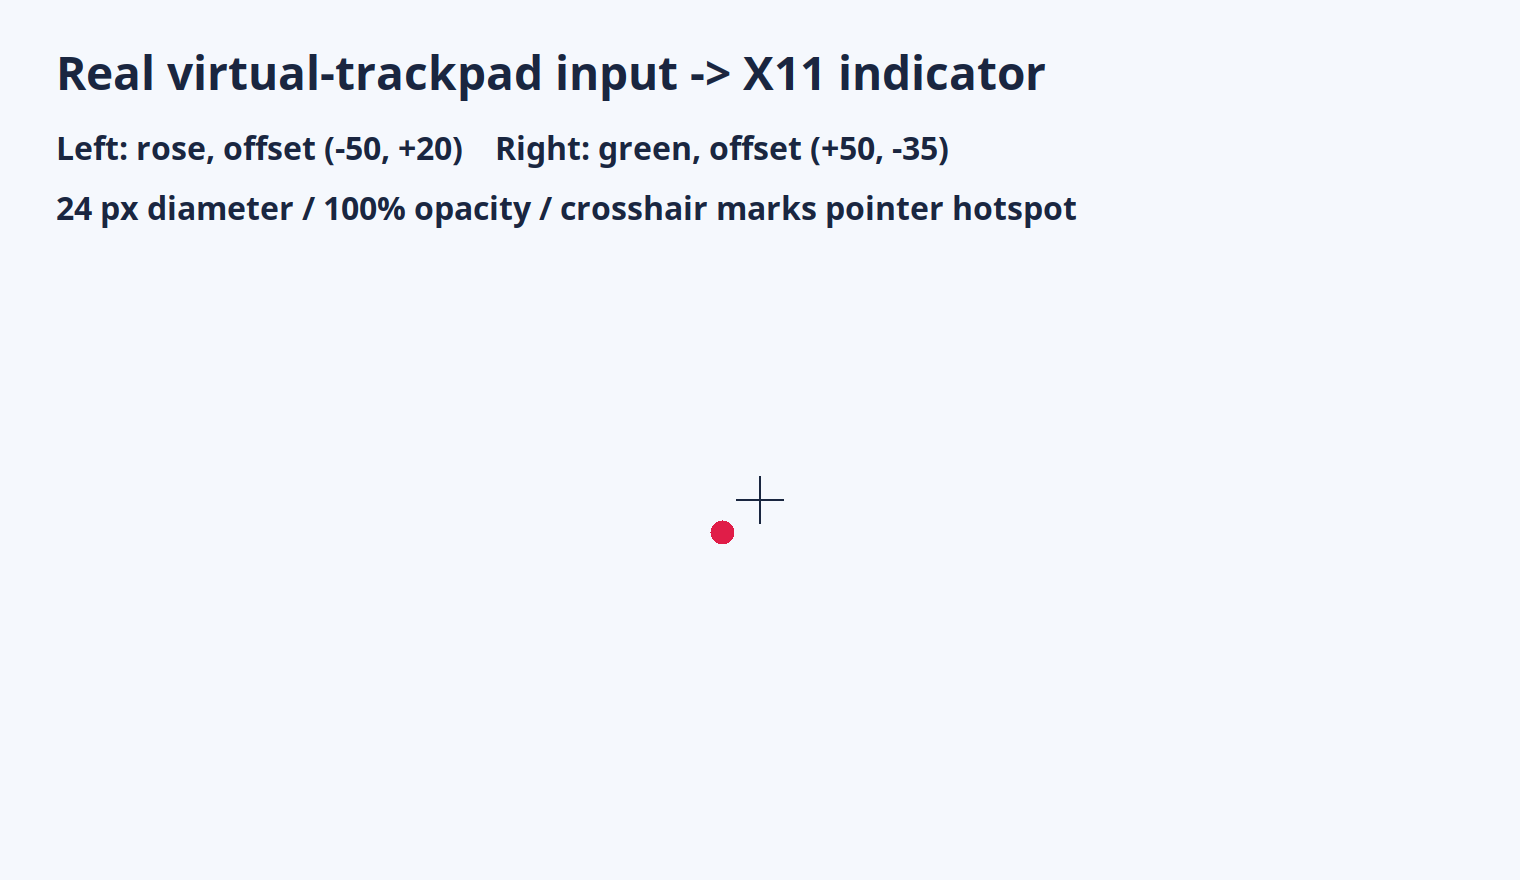 Real virtual-trackpad input -> X11 indicator
Left: rose, offset (-50, +20)    Right: green, offset (+50, -35)
24 px diameter / 100% opacity / crosshair marks pointer hotspot